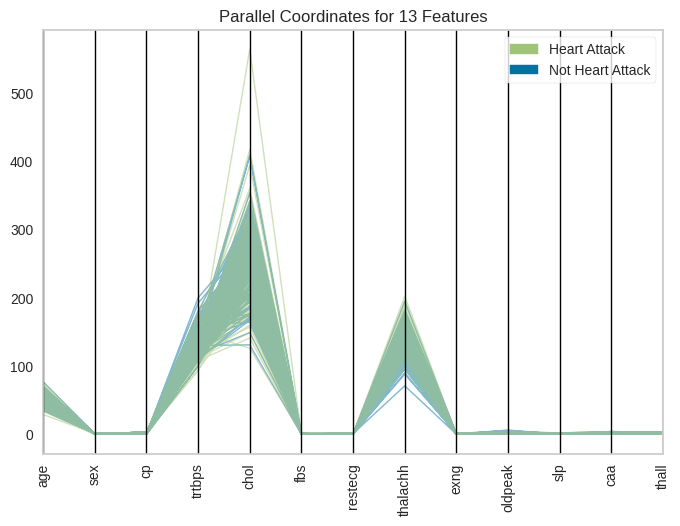 Parallel Coordinates for 13 Features
Heart Attack
Not Heart Attack
500
400
300
200
100
0
age
sex
cp
trtbps
chol
fbs
restecg
thalachh
exng
oldpeak
slp
caa
thall